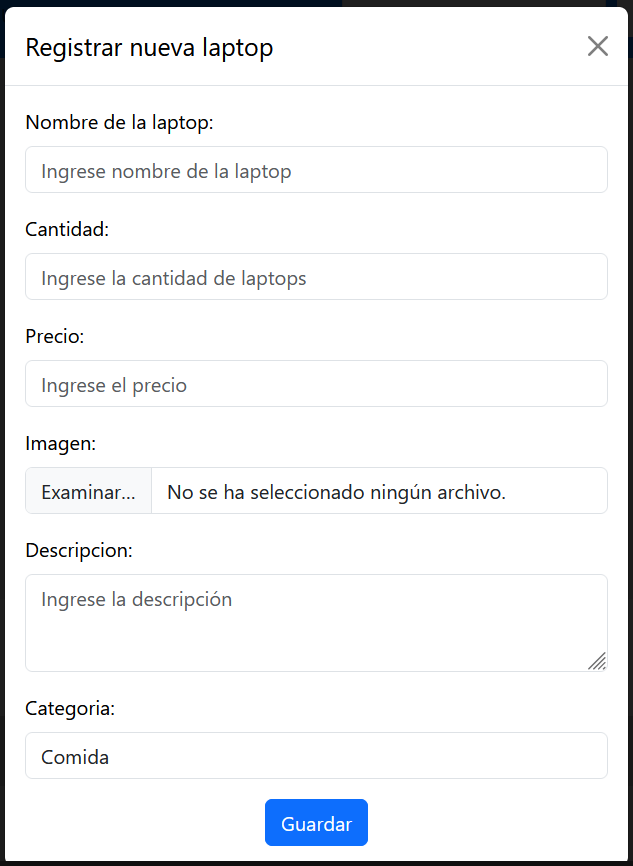 Registrar nueva laptop
Nombre de la laptop:
Ingrese nombre de la laptop
Cantidad:
Ingrese la cantidad de laptops
Precio:
Ingrese el precio
Imagen:
Examinar... No se ha seleccionado ningún archivo.
Descripcion:
Ingrese la descripción
Categoria:
Comida
Guardar